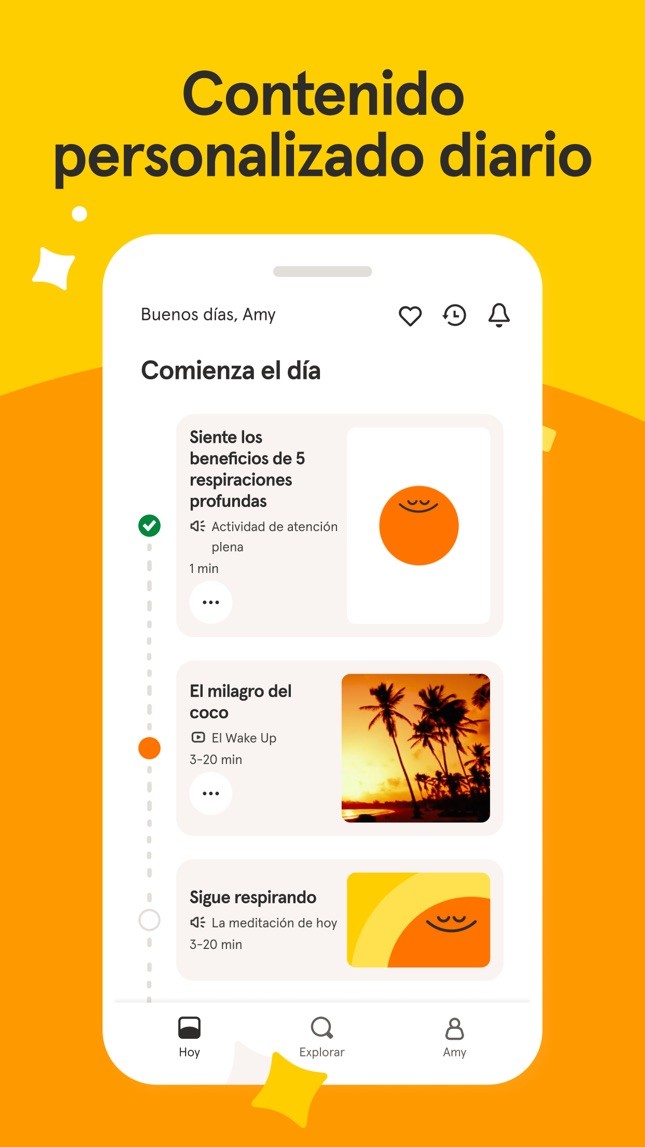 Contenido
personalizado diario
Buenos días, Amy
Comienza el día
Siente los
beneficios de 5
respiraciones
profundas
Actividad de atención
plena
1 min
El milagro del
coco
El Wake Up
3-20 min
Sigue respirando
La meditación de hoy
3-20 min
Hoy
Explorar
Amy